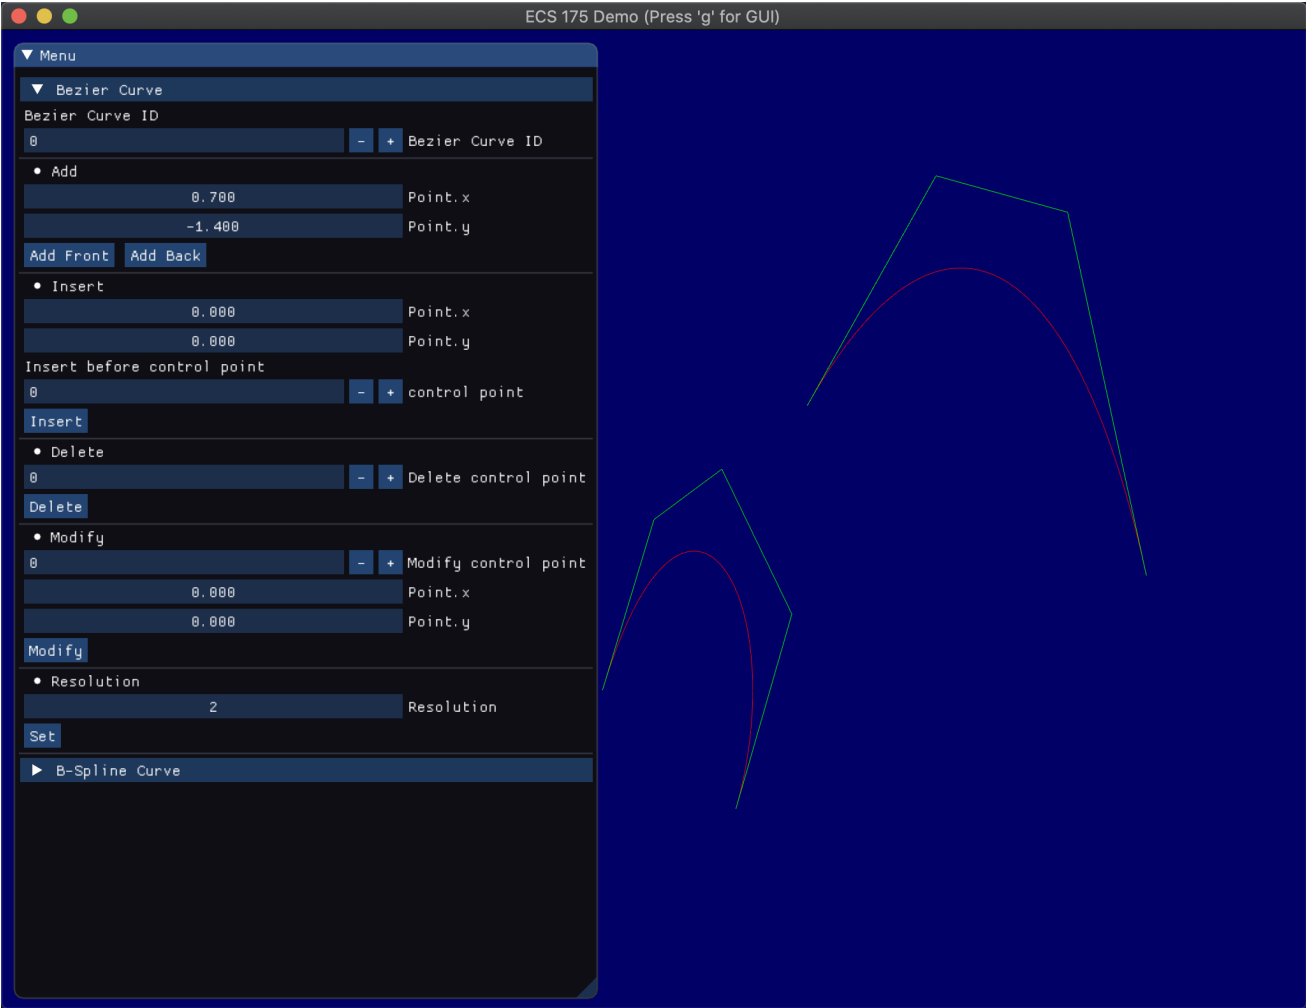 ECS 175 Demo (Press 'g' for GUI)
Menu
Bezier Curve
Bezier Curve ID
0 - + Bezier Curve ID
Add
0.700 Point.x
-1.400 Point.y
Add Front Add Back
Insert
0.000 Point.x
0.000 Point.y
Insert before control point
0 - + control point
Insert
Delete
0 - + Delete control point
Delete
Modify
0 - + Modify control point
0.000 Point.x
0.000 Point.y
Modify
Resolution
2 Resolution
Set
B-Spline Curve